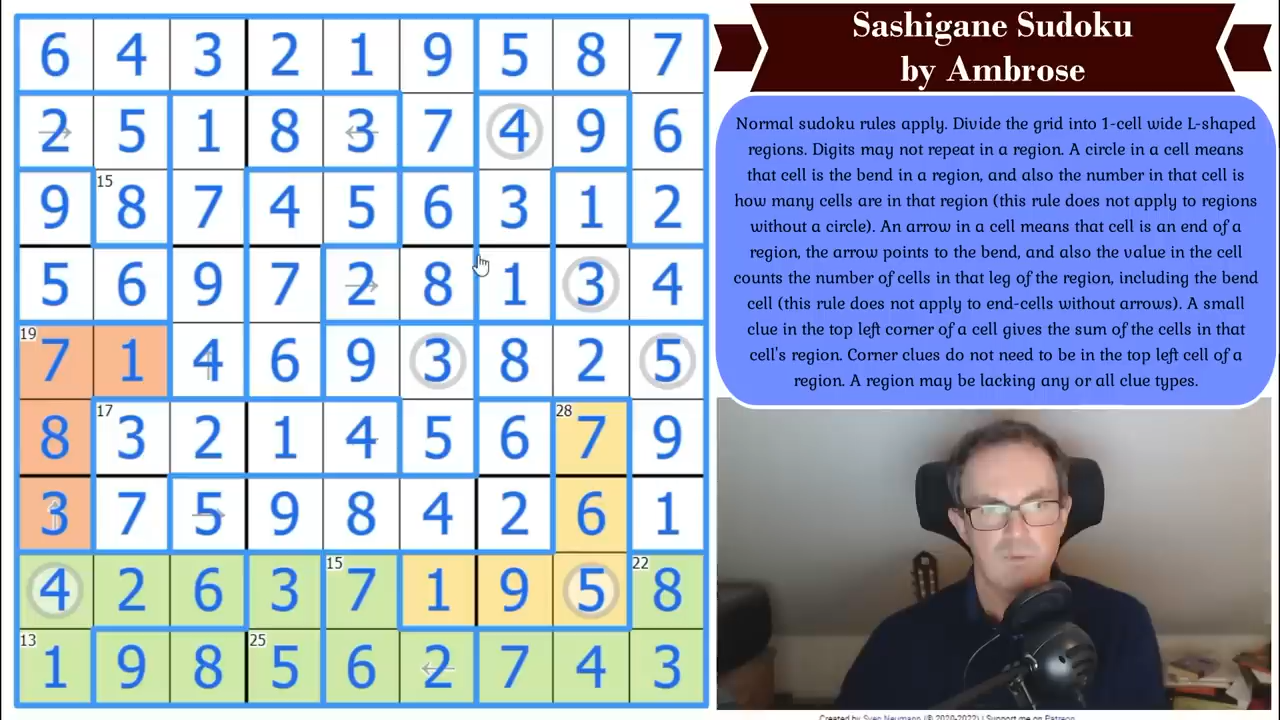 Sashigane Sudoku
by Ambrose
Normal sudoku rules apply. Divide the grid into 1-cell wide L-shaped
regions. Digits may not repeat in a region. A circle in a cell means
that cell is the bend in a region, and also the number in that cell is
how many cells are in that region (this rule does not apply to regions
without a circle). An arrow in a cell means that cell is an end of a
region, the arrow points to the bend, and also the value in the cell
counts the number of cells in that leg of the region, including the bend
cell (this rule does not apply to end-cells without arrows). A small
clue in the top left corner of a cell gives the sum of the cells in that
cell's region. Corner clues do not need to be in the top left cell of a
region. A region may be lacking any or all clue types.
6 4 3 2 1 9 5 8 7
2 5 1 8 3 7 4 9 6
15
9 8 7 4 5 6 3 1 2
5 6 9 7 2 8 1 3 4
19
7 1 4 6 9 3 8 2 5
17 28
8 3 2 1 4 5 6 7 9
3 7 5 9 8 4 2 6 1
15 22
4 2 6 3 7 1 9 5 8
13 25
1 9 8 5 6 2 7 4 3
Created by Sven Neumann (© 2020-2022) | Support me on Patreon